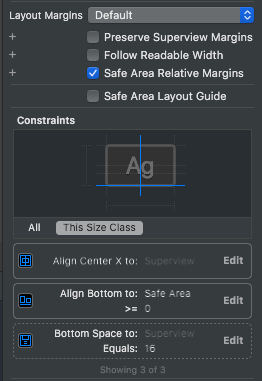 Layout Margins Default
+ Preserve Superview Margins
+ Follow Readable Width
+ Safe Area Relative Margins
Safe Area Layout Guide
Constraints
Ag
All This Size Class
Align Center X to: Superview Edit
Align Bottom to: Safe Area Edit
>= 0
Bottom Space to: Superview Edit
Equals: 16
Showing 3 of 3